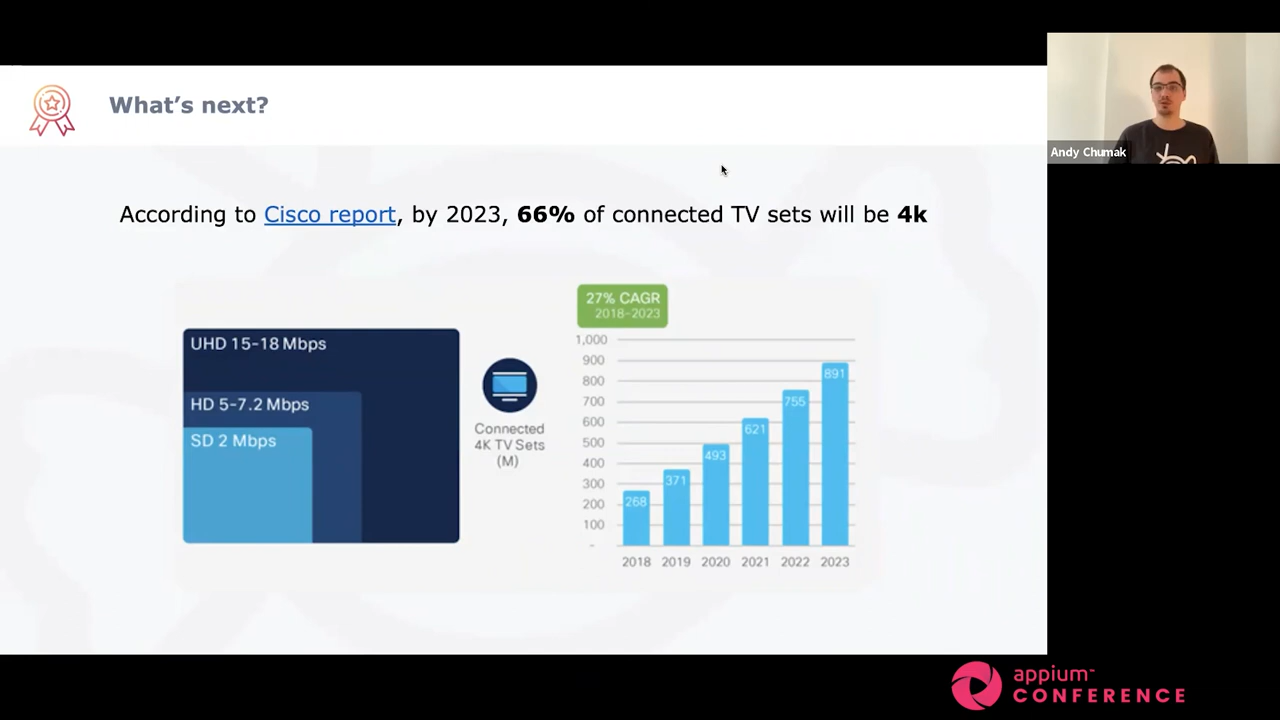 What's next?
Andy Chumak
According to Cisco report, by 2023, 66% of connected TV sets will be 4k
UHD 15-18 Mbps
HD 5-7.2 Mbps
SD 2 Mbps
Connected
4K TV Sets
(M)
27% CAGR
2018-2023
1,000
900
800
700
600
500
400
300
200
100
-
268
371
493
621
755
891
2018 2019 2020 2021 2022 2023
appium™
CONFERENCE